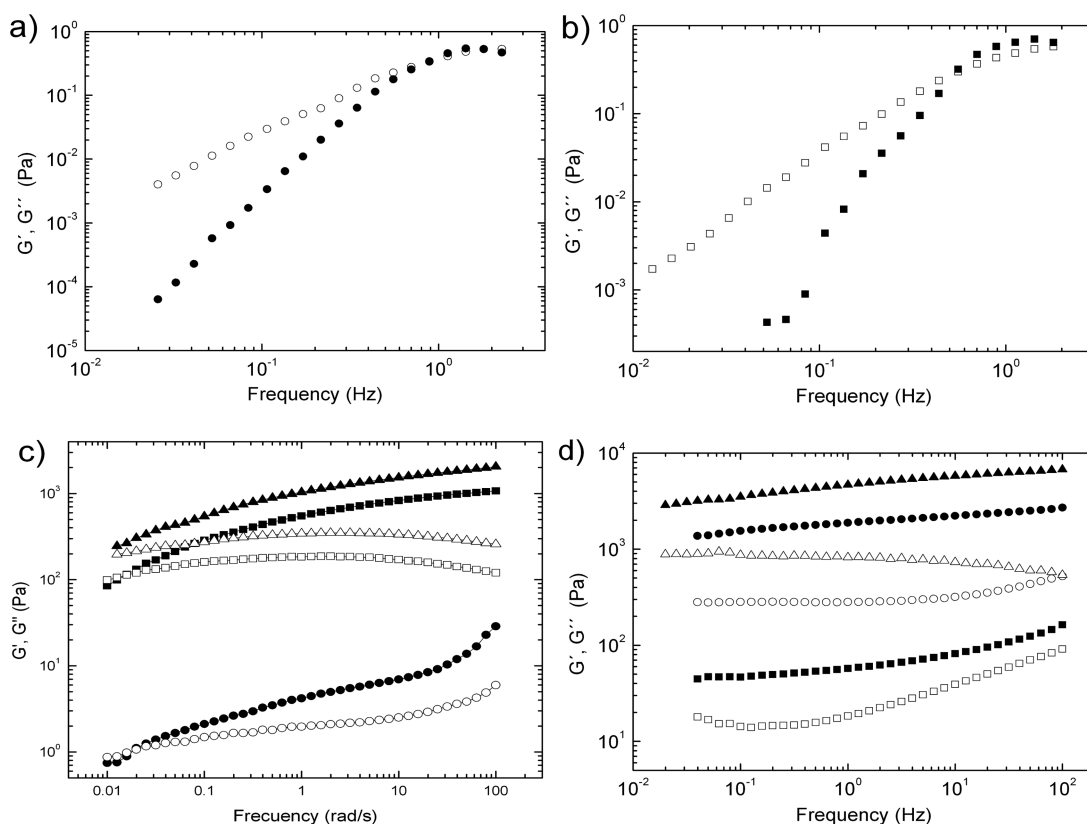 a)
10⁰
10⁻¹
10⁻²
10⁻³
10⁻⁴
10⁻⁵
G′, G′′ (Pa)
10⁻² 10⁻¹ 10⁰
Frequency (Hz)
b)
10⁰
10⁻¹
10⁻²
10⁻³
G′, G′′ (Pa)
10⁻² 10⁻¹ 10⁰
Frequency (Hz)
c)
10³
10²
10¹
10⁰
G', G" (Pa)
0.01 0.1 1 10 100
Frecuency (rad/s)
d)
10⁴
10³
10²
10¹
G′, G′′ (Pa)
10⁻² 10⁻¹ 10⁰ 10¹ 10²
Frequency (Hz)